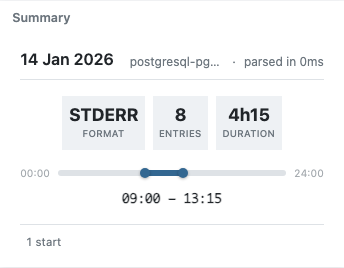 Summary
14 Jan 2026 postgresql-pg... · parsed in 0ms
STDERR 8 4h15
FORMAT ENTRIES DURATION
00:00 24:00
09:00 – 13:15
1 start